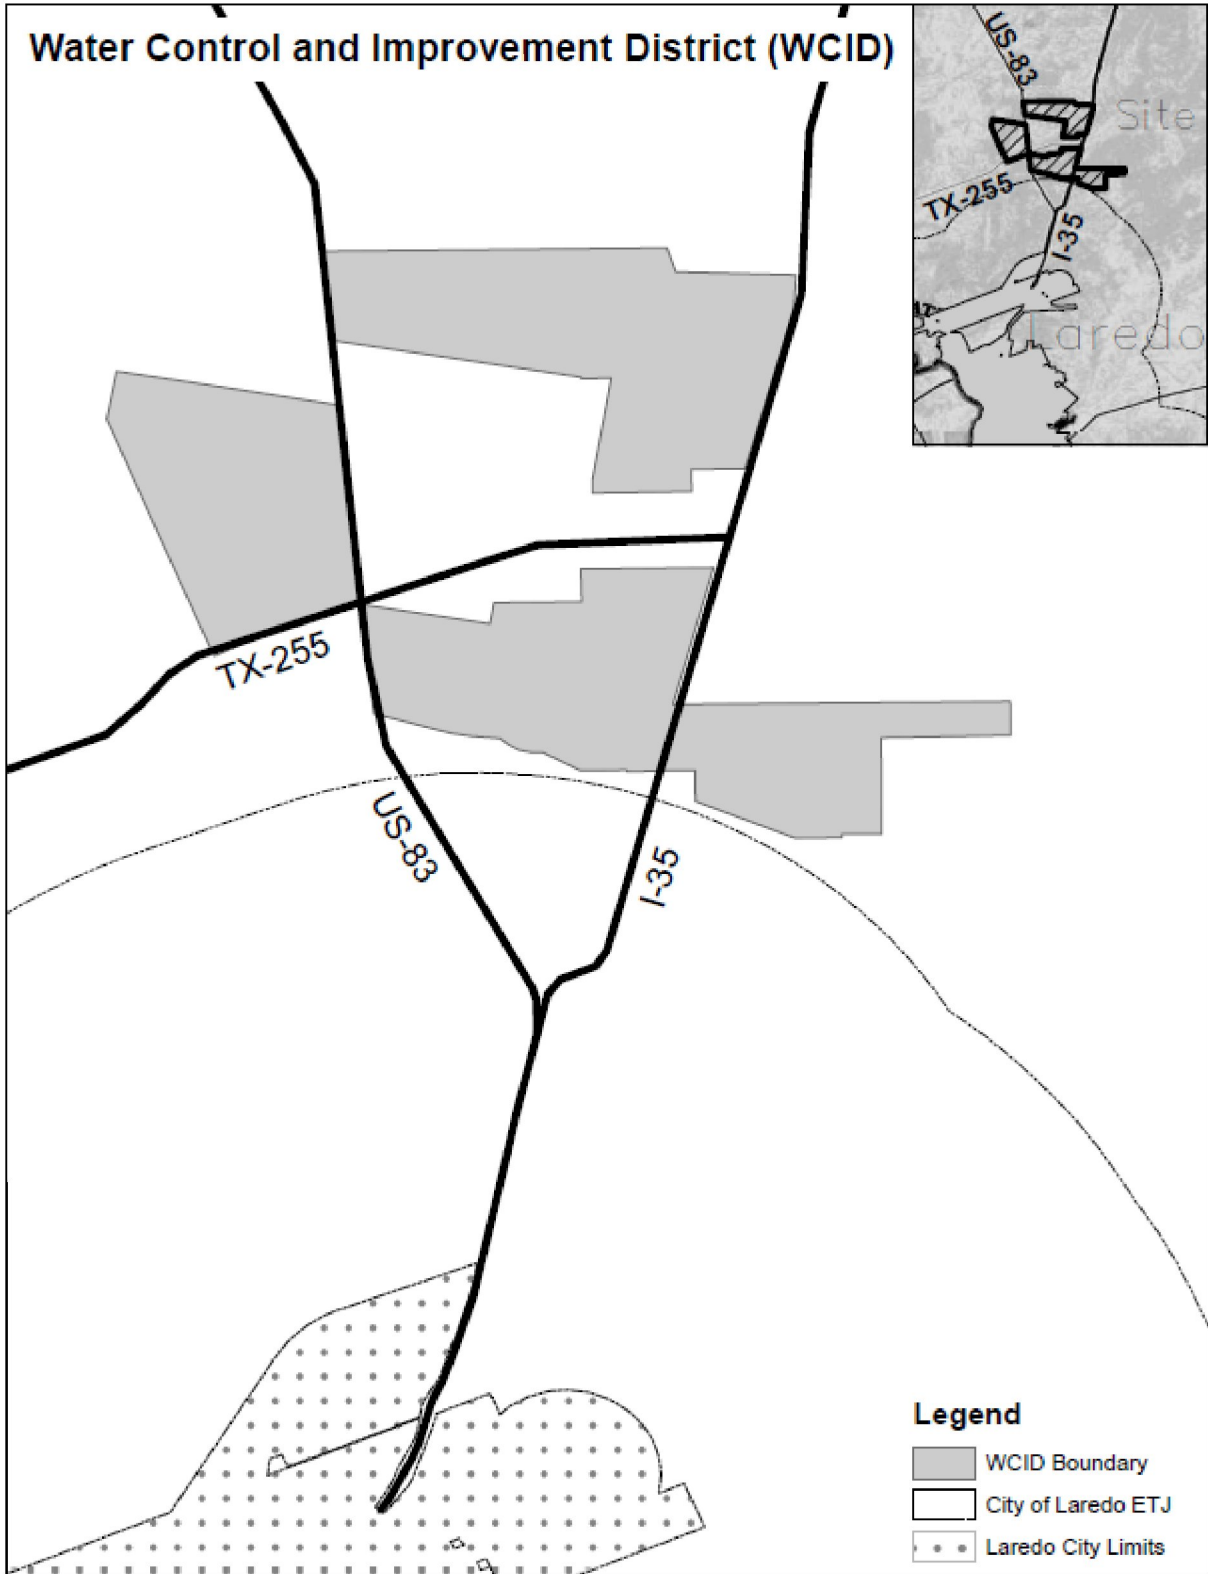 Water Control and Improvement District (WCID)
US-83
Site
TX-255
I-35
Laredo
TX-255
US-83
I-35
Legend
WCID Boundary
City of Laredo ETJ
Laredo City Limits